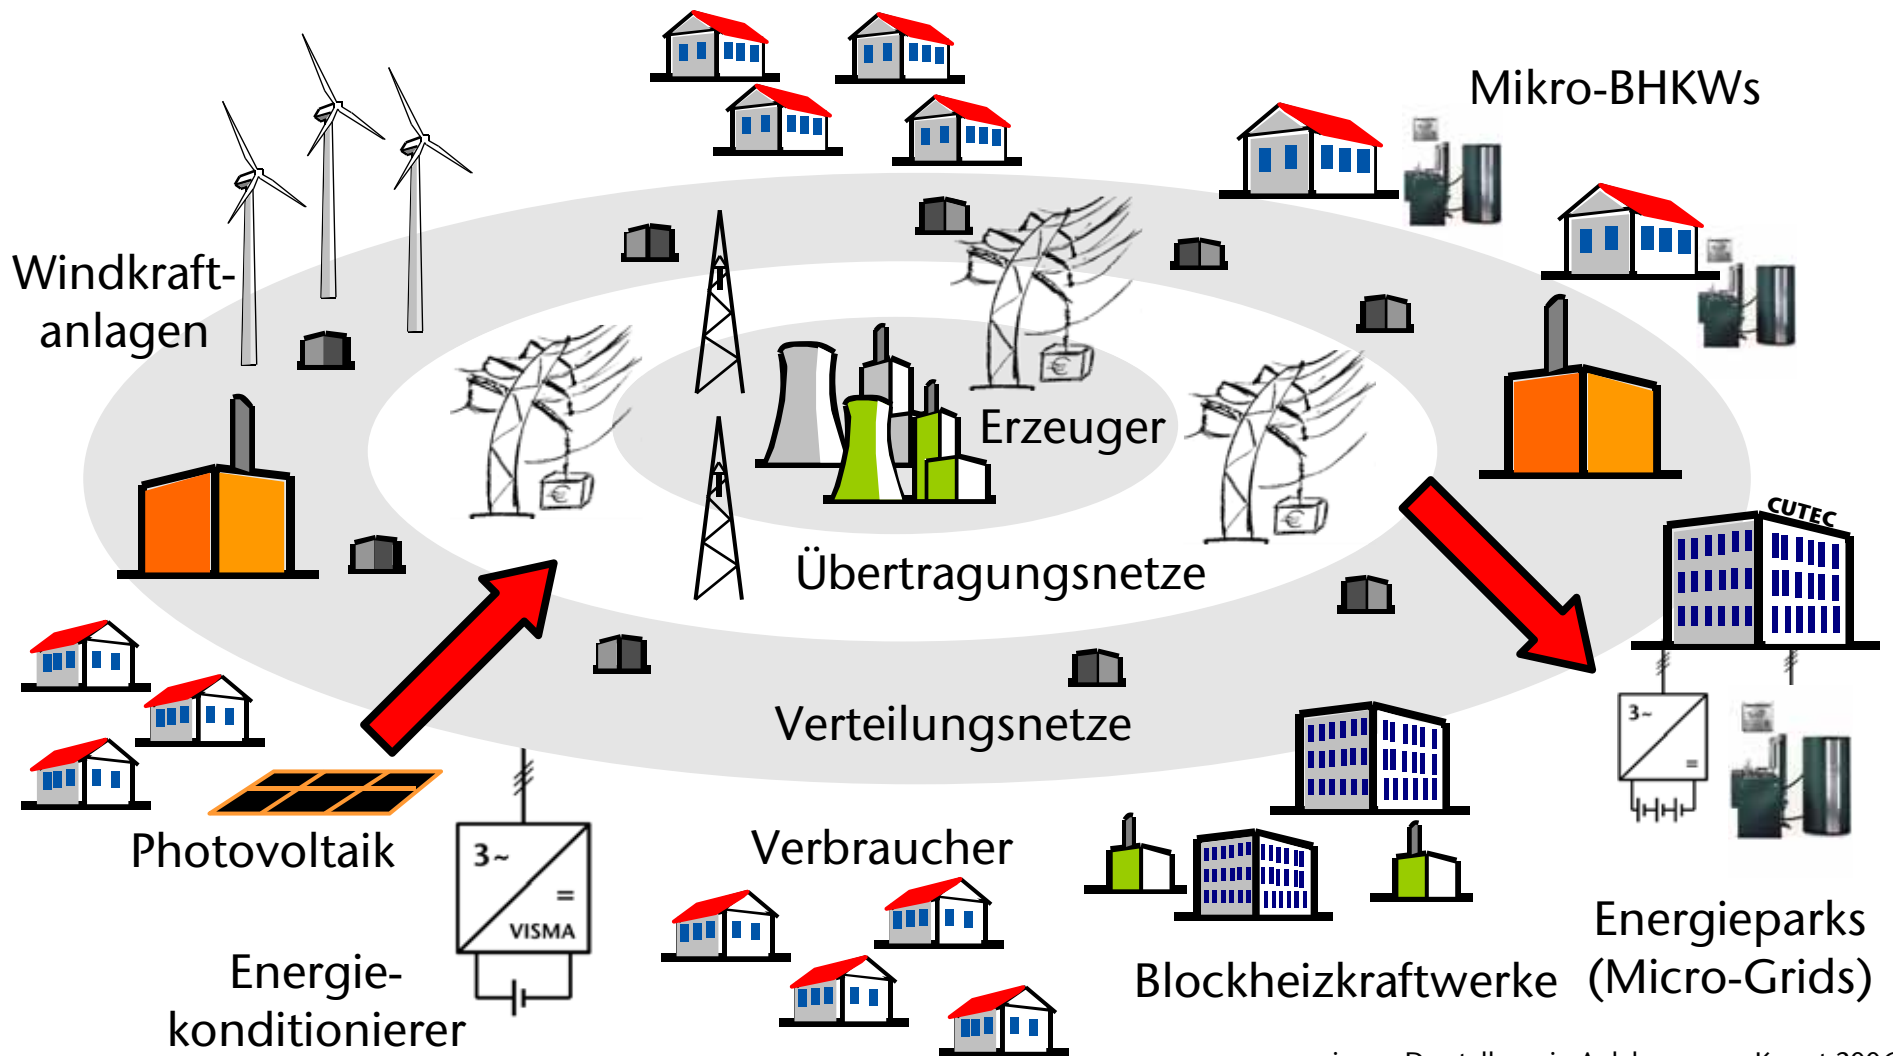 Mikro-BHKWs
Windkraft-
anlagen
€
Erzeuger
€
€
CUTEC
Übertragungsnetze
Verteilungsnetze
3~
=
Photovoltaik
3~
=
VISMA
Verbraucher
Energieparks
(Micro-Grids)
Energie-
konditionierer
Blockheizkraftwerke